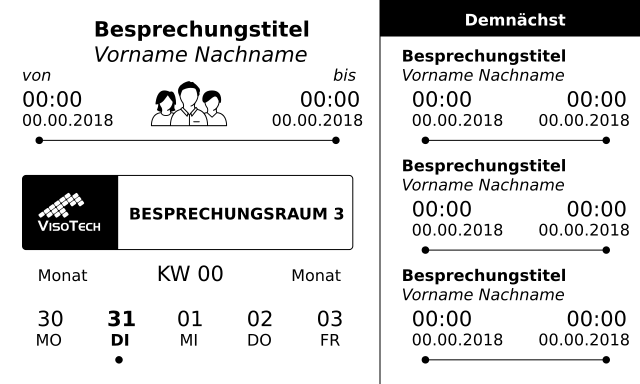 Besprechungstitel
Vorname Nachname
von bis
00:00 00:00
00.00.2018 00.00.2018
VISOTECH
BESPRECHUNGSRAUM 3
Monat KW 00 Monat
30 31 01 02 03
MO DI MI DO FR
Demnächst
Besprechungstitel
Vorname Nachname
00:00 00:00
00.00.2018 00.00.2018
Besprechungstitel
Vorname Nachname
00:00 00:00
00.00.2018 00.00.2018
Besprechungstitel
Vorname Nachname
00:00 00:00
00.00.2018 00.00.2018